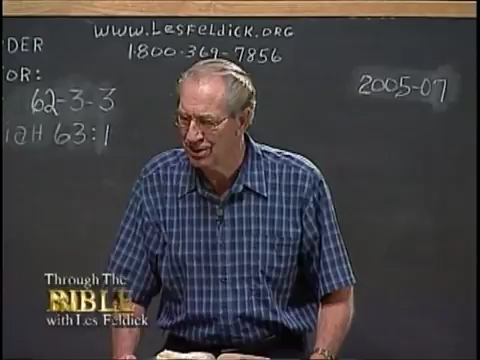 WWW.LESFELDICK.ORG
1-800-369-7856
DER
OR:
62-3-3
IAH 63:1
2005-07
Through The
BIBLE
with Les Feldick